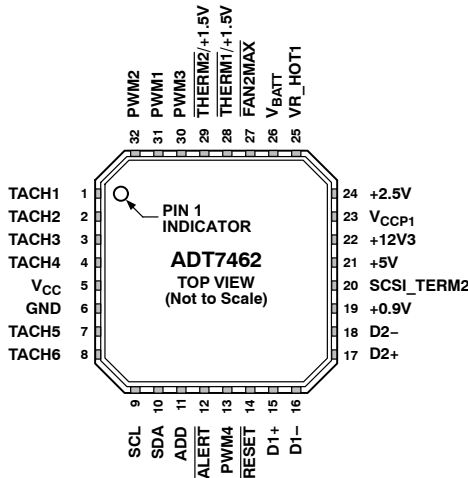 PWM2
PWM1
PWM3
THERM2/+1.5V
THERM1/+1.5V
FAN2MAX
VBATT
VR_HOT1
32
31
30
29
28
27
26
25
TACH1 1
TACH2 2
TACH3 3
TACH4 4
VCC 5
GND 6
TACH5 7
TACH6 8
PIN 1
INDICATOR
ADT7462
TOP VIEW
(Not to Scale)
24 +2.5V
23 VCCP1
22 +12V3
21 +5V
20 SCSI_TERM2
19 +0.9V
18 D2–
17 D2+
9
10
11
12
13
14
15
16
SCL
SDA
ADD
ALERT
PWM4
RESET
D1+
D1–